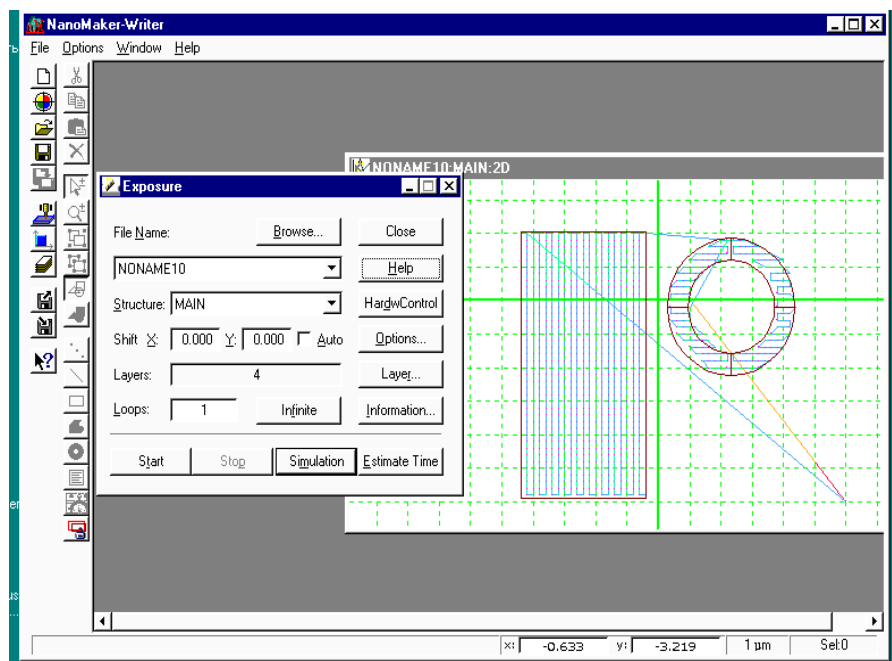 NanoMaker-Writer
File Options Window Help
NONAME10:MAIN:2D
Exposure
File Name: Browse... Close
NONAME10 Help
Structure: MAIN HardwControl
Shift X: 0.000 Y: 0.000 Auto Options...
Layers: 4 Layer...
Loops: 1 Infinite Information...
Start Stop Simulation Estimate Time
x: -0.633 y: -3.219 1 µm Sel:0